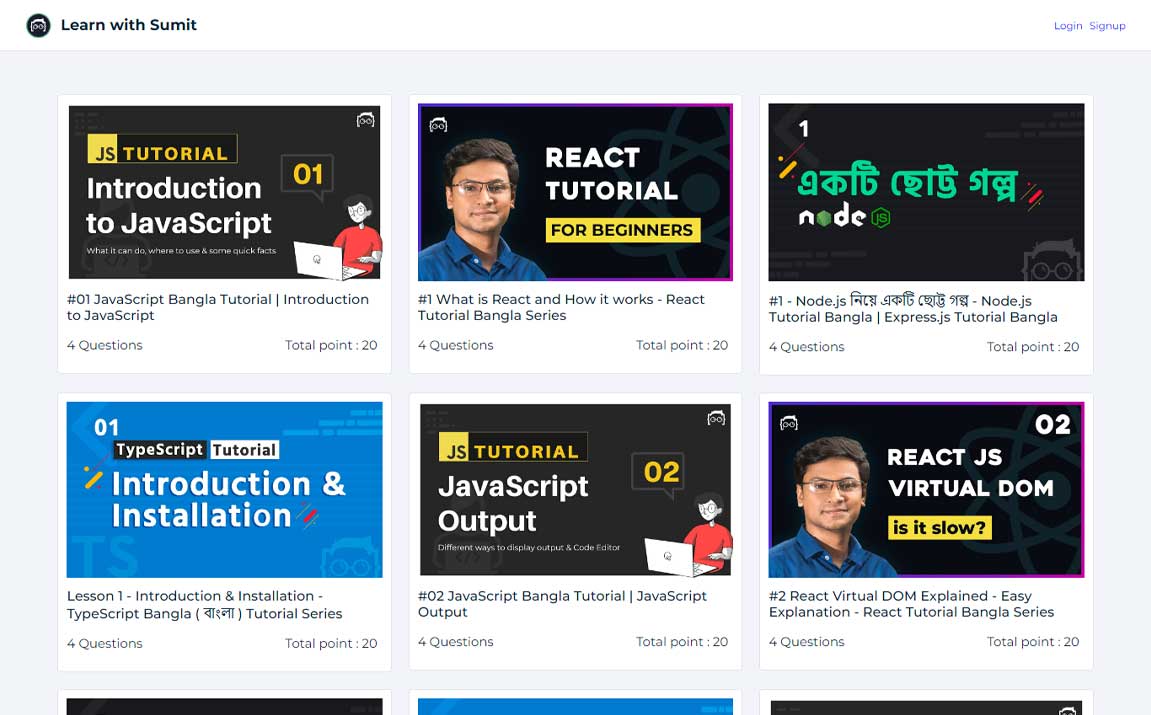 Learn with Sumit
Login Signup
JS TUTORIAL
Introduction
to JavaScript
What it can do, where to use & some quick facts
01
#01 JavaScript Bangla Tutorial | Introduction
to JavaScript
4 Questions
Total point : 20
REACT
TUTORIAL
FOR BEGINNERS
#1 What is React and How it works - React
Tutorial Bangla Series
4 Questions
Total point : 20
1
একটি ছোট্ট গল্প
node JS
#1 - Node.js নিয়ে একটি ছোট্ট গল্প - Node.js
Tutorial Bangla | Express.js Tutorial Bangla
4 Questions
Total point : 20
01
TypeScript Tutorial
Introduction &
Installation
TS
Lesson 1 - Introduction & Installation -
TypeScript Bangla ( বাংলা ) Tutorial Series
4 Questions
Total point : 20
JS TUTORIAL
JavaScript
Output
Different ways to display output & Code Editor
02
#02 JavaScript Bangla Tutorial | JavaScript
Output
4 Questions
Total point : 20
02
REACT JS
VIRTUAL DOM
is it slow?
#2 React Virtual DOM Explained - Easy
Explanation - React Tutorial Bangla Series
4 Questions
Total point : 20